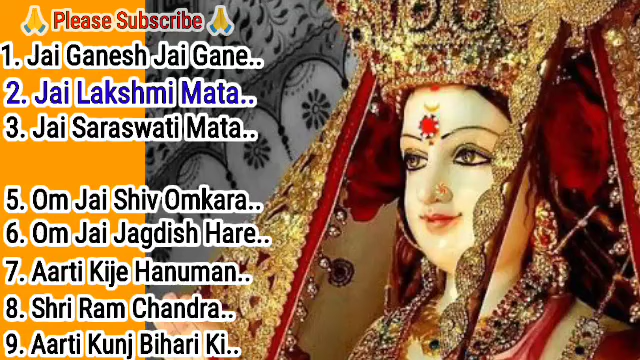 🙏 Please Subscribe 🙏
1. Jai Ganesh Jai Gane..
2. Jai Lakshmi Mata..
3. Jai Saraswati Mata..
5. Om Jai Shiv Omkara..
6. Om Jai Jagdish Hare..
7. Aarti Kije Hanuman..
8. Shri Ram Chandra..
9. Aarti Kunj Bihari Ki..